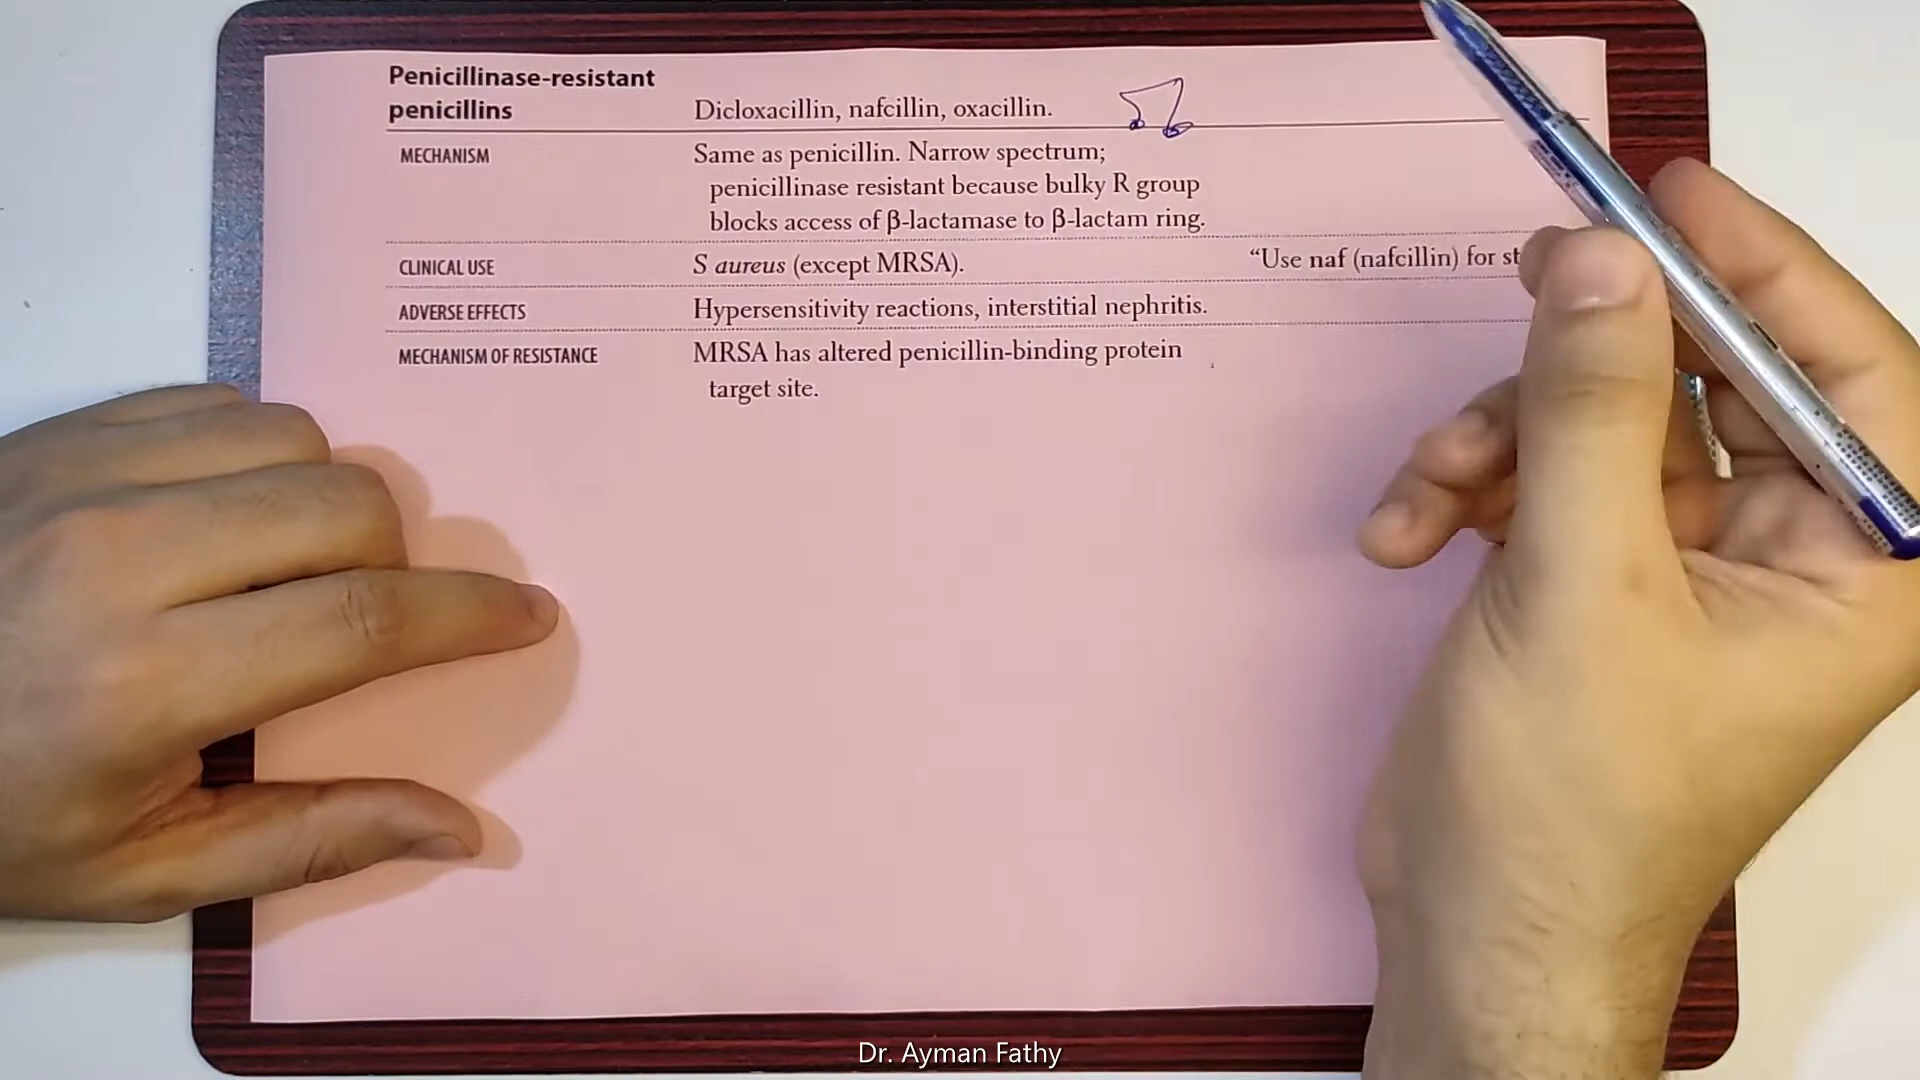 Penicillinase-resistant
penicillins
Dicloxacillin, nafcillin, oxacillin.
MECHANISM
Same as penicillin. Narrow spectrum;
penicillinase resistant because bulky R group
blocks access of β-lactamase to β-lactam ring.
CLINICAL USE
S aureus (except MRSA).
“Use naf (nafcillin) for st
ADVERSE EFFECTS
Hypersensitivity reactions, interstitial nephritis.
MECHANISM OF RESISTANCE
MRSA has altered penicillin-binding protein
target site.
Dr. Ayman Fathy